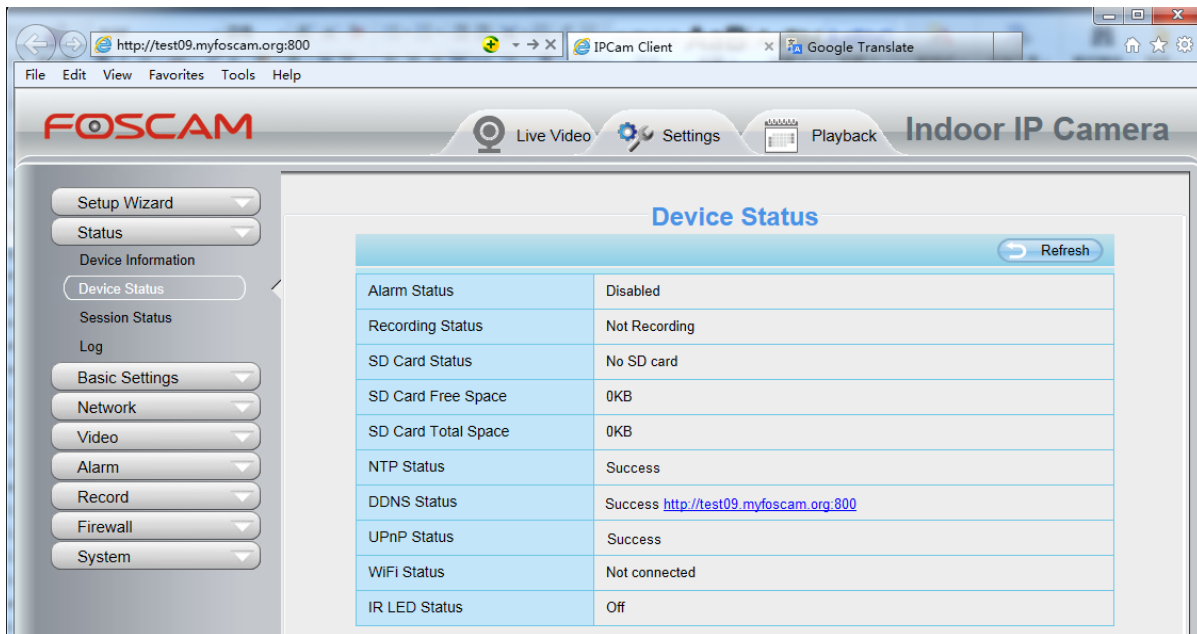 http://test09.myfoscam.org:800 IPCam Client Google Translate
File Edit View Favorites Tools Help
FOSCAM Live Video Settings Playback Indoor IP Camera
Setup Wizard
Status
Device Information
Device Status
Session Status
Log
Basic Settings
Network
Video
Alarm
Record
Firewall
System
Device Status
Refresh
Alarm Status Disabled
Recording Status Not Recording
SD Card Status No SD card
SD Card Free Space 0KB
SD Card Total Space 0KB
NTP Status Success
DDNS Status Success http://test09.myfoscam.org:800
UPnP Status Success
WiFi Status Not connected
IR LED Status Off